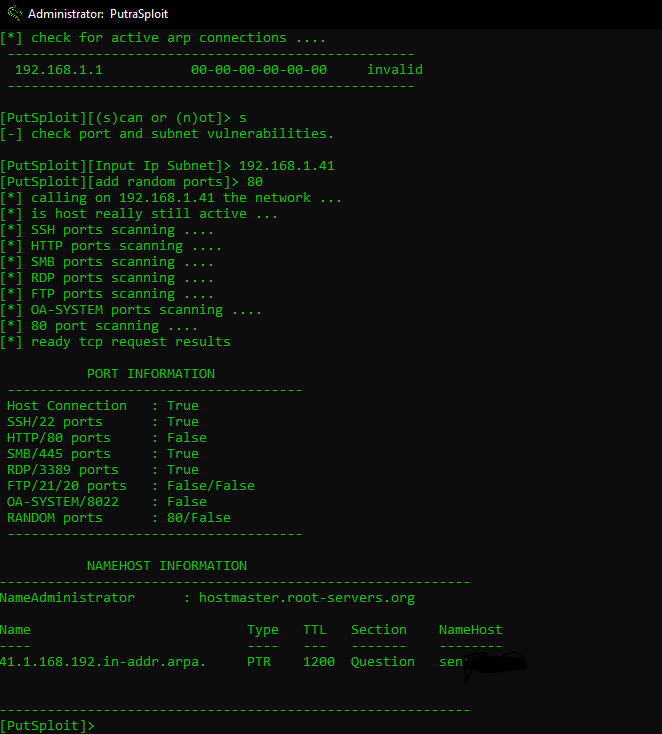 Administrator: PutraSploit
[*] check for active arp connections ....
---------------------------------------------------
192.168.1.1 00-00-00-00-00-00 invalid
---------------------------------------------------
[PutSploit][(s)can or (n)ot]> s
[-] check port and subnet vulnerabilities.
[PutSploit][Input Ip Subnet]> 192.168.1.41
[PutSploit][add random ports]> 80
[*] calling on 192.168.1.41 the network ...
[*] is host really still active ...
[*] SSH ports scanning ....
[*] HTTP ports scanning ....
[*] SMB ports scanning ....
[*] RDP ports scanning ....
[*] FTP ports scanning ....
[*] OA-SYSTEM ports scanning ....
[*] 80 port scanning ....
[*] ready tcp request results
PORT INFORMATION
-------------------------------------
Host Connection : True
SSH/22 ports : True
HTTP/80 ports : False
SMB/445 ports : True
RDP/3389 ports : True
FTP/21/20 ports : False/False
OA-SYSTEM/8022 : False
RANDOM ports : 80/False
-------------------------------------
NAMEHOST INFORMATION
-----------------------------------------------------------
NameAdministrator : hostmaster.root-servers.org
Name Type TTL Section NameHost
---- ---- --- ------- --------
41.1.168.192.in-addr.arpa. PTR 1200 Question
-----------------------------------------------------------
[PutSploit]>